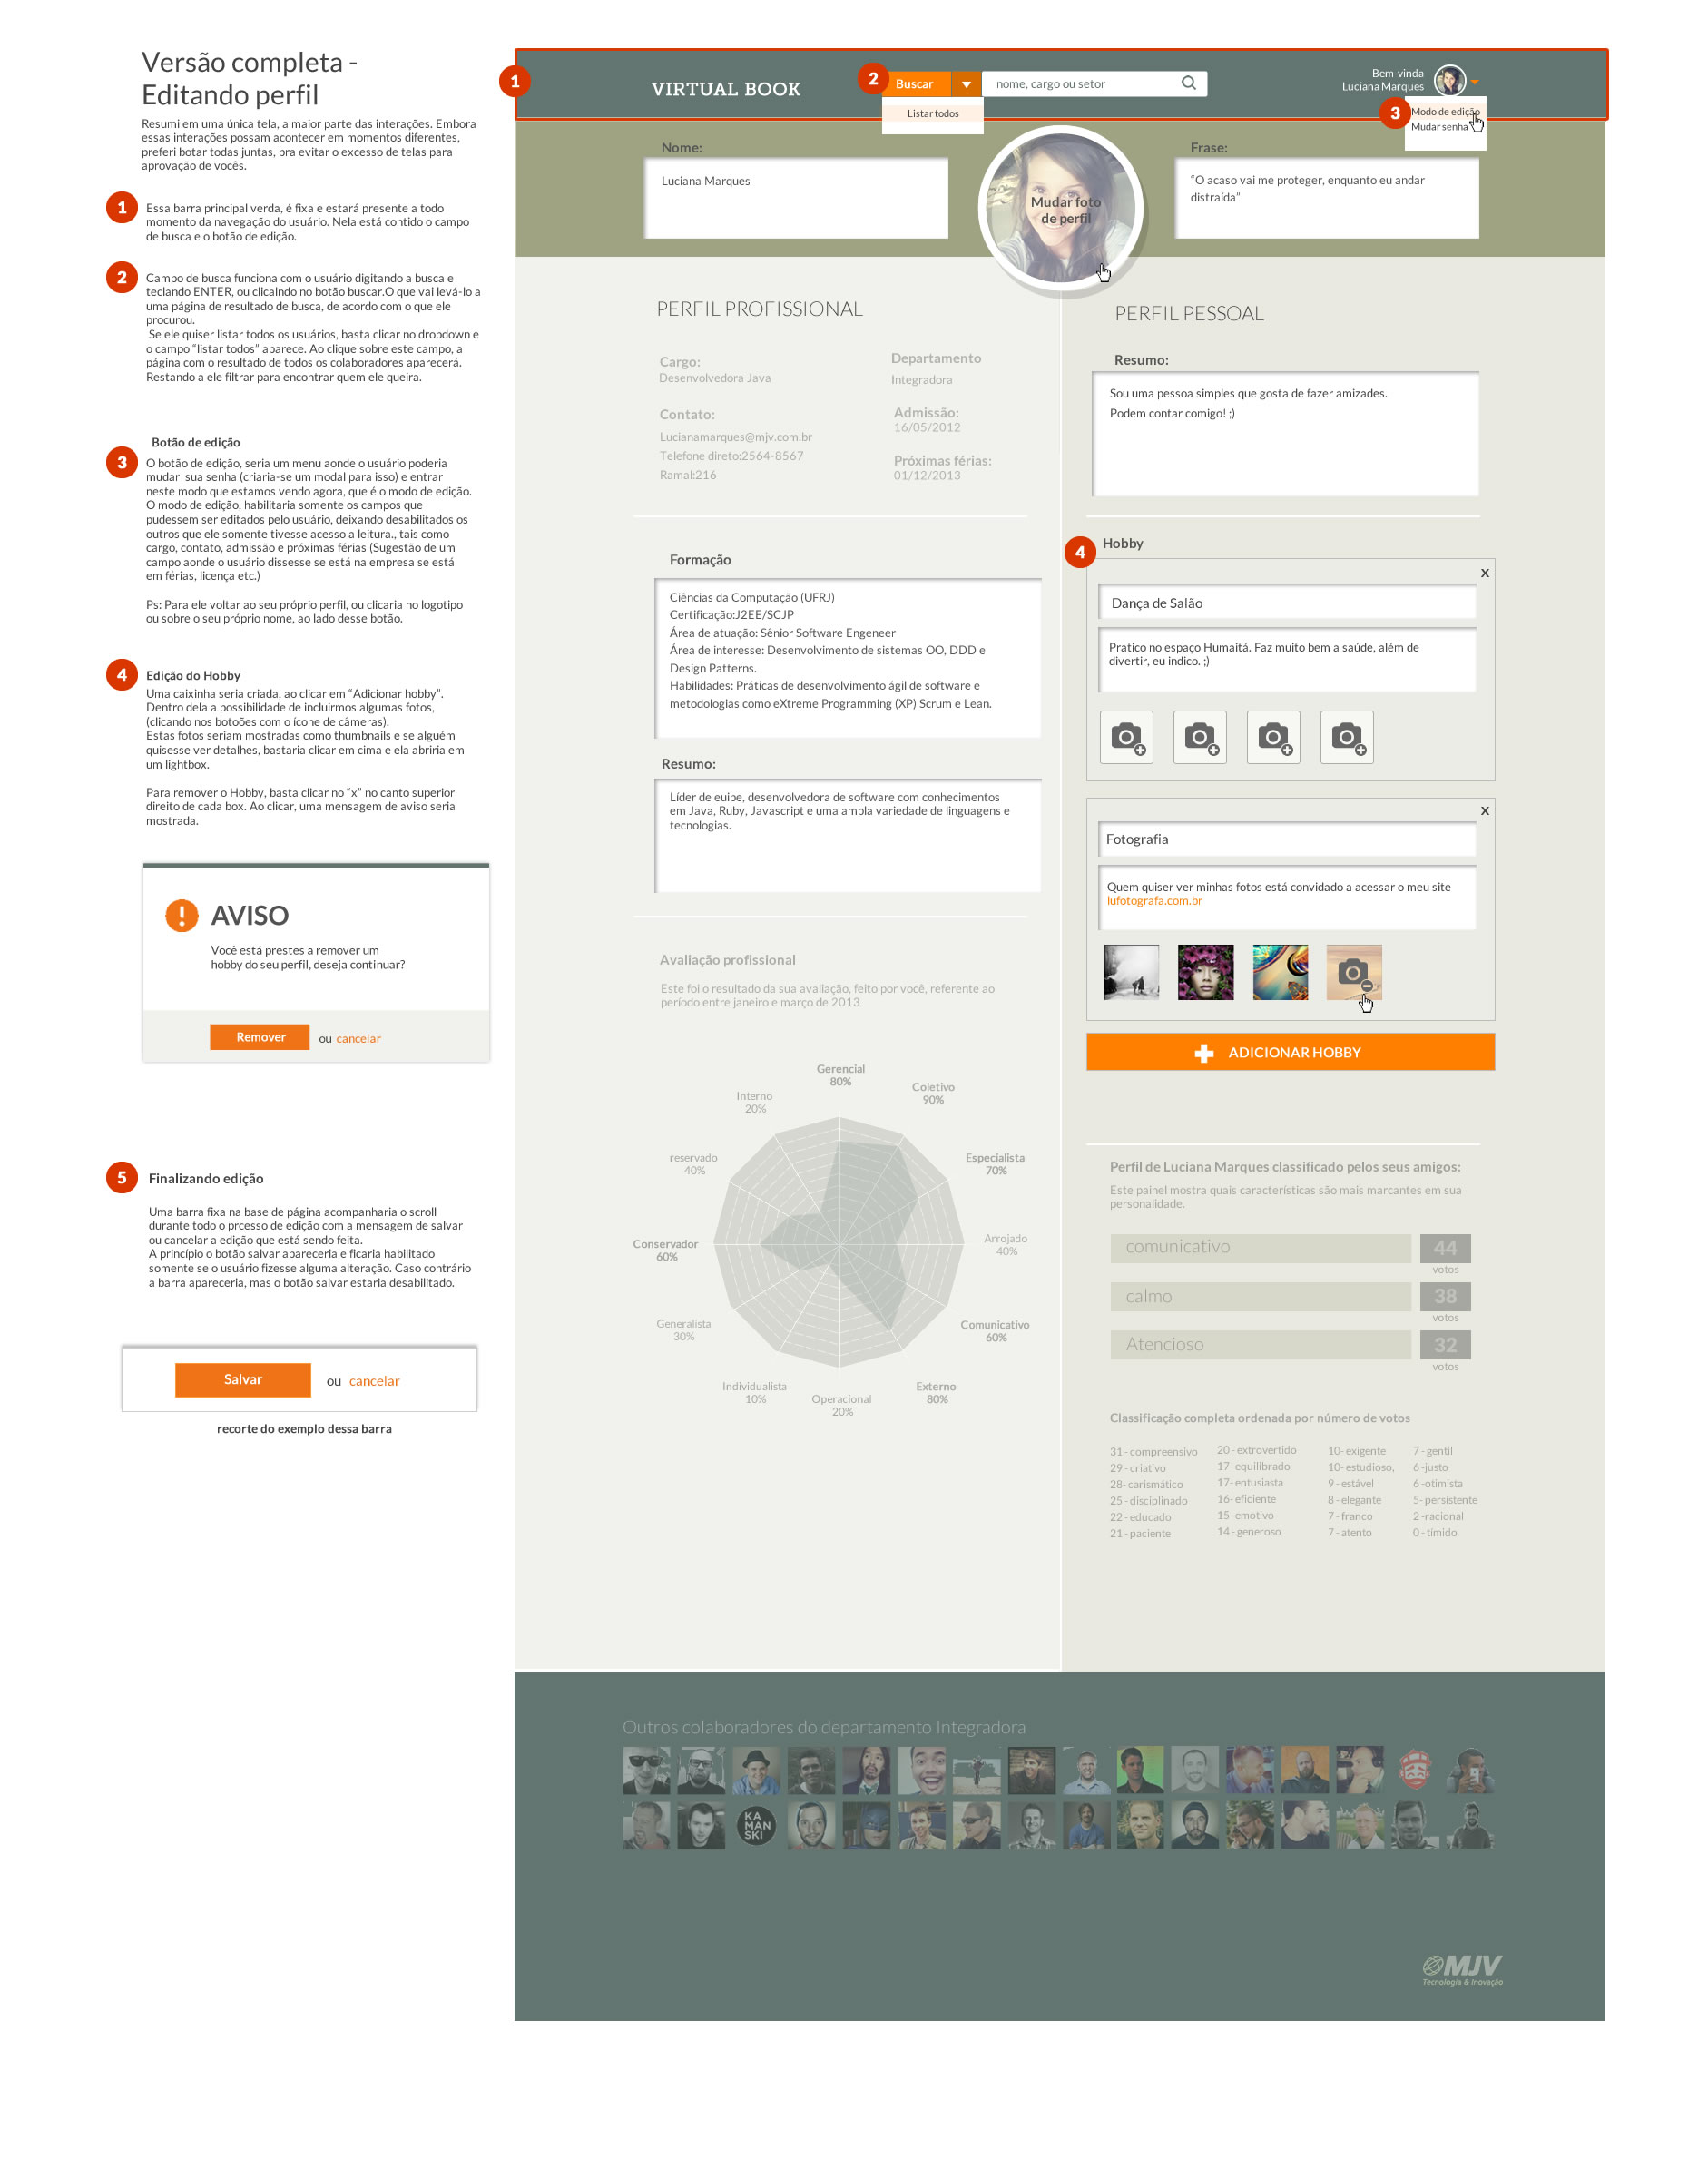 Versão completa -
Editando perfil
Resumi em uma única tela, a maior parte das interações. Embora
essas interações possam acontecer em momentos diferentes,
preferi botar todas juntas, pra evitar o excesso de telas para
aprovação de vocês.
1
Essa barra principal verda, é fixa e estará presente a todo
momento da navegação do usuário. Nela está contido o campo
de busca e o botão de edição.
2
Campo de busca funciona com o usuário digitando a busca e
teclando ENTER, ou clicalndo no botão buscar.O que vai levá-lo a
uma página de resultado de busca, de acordo com o que ele
procurou.
Se ele quiser listar todos os usuários, basta clicar no dropdown e
o campo "listar todos" aparece. Ao clique sobre este campo, a
página com o resultado de todos os colaboradores aparecerá.
Restando a ele filtrar para encontrar quem ele queira.
Botão de edição
3
O botão de edição, seria um menu aonde o usuário poderia
mudar sua senha (criaria-se um modal para isso) e entrar
neste modo que estamos vendo agora, que é o modo de edição.
O modo de edição, habilitaria somente os campos que
pudessem ser editados pelo usuário, deixando desabilitados os
outros que ele somente tivesse acesso a leitura., tais como
cargo, contato, admissão e próximas férias (Sugestão de um
campo aonde o usuário dissesse se está na empresa se está
em férias, licença etc.)
Ps: Para ele voltar ao seu próprio perfil, ou clicaria no logotipo
ou sobre o seu próprio nome, ao lado desse botão.
4
Edição do Hobby
Uma caixinha seria criada, ao clicar em "Adicionar hobby".
Dentro dela a possibilidade de incluirmos algumas fotos,
(clicando nos botoões com o ícone de câmeras).
Estas fotos seriam mostradas como thumbnails e se alguém
quisesse ver detalhes, bastaria clicar em cima e ela abriria em
um lightbox.
Para remover o Hobby, basta clicar no "x" no canto superior
direito de cada box. Ao clicar, uma mensagem de aviso seria
mostrada.
AVISO
Você está prestes a remover um
hobby do seu perfil, deseja continuar?
Remover ou cancelar
5
Finalizando edição
Uma barra fixa na base de página acompanharia o scroll
durante todo o prcesso de edição com a mensagem de salvar
ou cancelar a edição que está sendo feita.
A princípio o botão salvar apareceria e ficaria habilitado
somente se o usuário fizesse alguma alteração. Caso contrário
a barra apareceria, mas o botão salvar estaria desabilitado.
Salvar ou cancelar
recorte do exemplo dessa barra
1
VIRTUAL BOOK
2
Buscar
nome, cargo ou setor
Listar todos
Bem-vinda
Luciana Marques
3
Modo de edição
Mudar senha
Nome:
Luciana Marques
Mudar foto
de perfil
Frase:
"O acaso vai me proteger, enquanto eu andar
distraída"
PERFIL PROFISSIONAL
Cargo:
Desenvolvedora Java
Departamento
Integradora
Contato:
Lucianamarques@mjv.com.br
Telefone direto:2564-8567
Ramal:216
Admissão:
16/05/2012
Próximas férias:
01/12/2013
Formação
Ciências da Computação (UFRJ)
Certificação:J2EE/SCJP
Área de atuação: Sênior Software Engeneer
Área de interesse: Desenvolvimento de sistemas OO, DDD e
Design Patterns.
Habilidades: Práticas de desenvolvimento ágil de software e
metodologias como eXtreme Programming (XP) Scrum e Lean.
Resumo:
Líder de euipe, desenvolvedora de software com conhecimentos
em Java, Ruby, Javascript e uma ampla variedade de linguagens e
tecnologias.
Avaliação profissional
Este foi o resultado da sua avaliação, feito por você, referente ao
período entre janeiro e março de 2013
Gerencial
80%
Coletivo
90%
Especialista
70%
Arrojado
40%
Comunicativo
60%
Externo
80%
Operacional
20%
Individualista
10%
Generalista
30%
Conservador
60%
reservado
40%
Interno
20%
PERFIL PESSOAL
Resumo:
Sou uma pessoa simples que gosta de fazer amizades.
Podem contar comigo! ;)
4
Hobby
x
Dança de Salão
Pratico no espaço Humaitá. Faz muito bem a saúde, além de
divertir, eu indico. ;)
x
Fotografia
Quem quiser ver minhas fotos está convidado a acessar o meu site
lufotografa.com.br
ADICIONAR HOBBY
Perfil de Luciana Marques classificado pelos seus amigos:
Este painel mostra quais características são mais marcantes em sua
personalidade.
comunicativo 44
votos
calmo 38
votos
Atencioso 32
votos
Classificação completa ordenada por número de votos
31 - compreensivo
29 - criativo
28- carismático
25 - disciplinado
22 - educado
21 - paciente
20 - extrovertido
17- equilibrado
17- entusiasta
16- eficiente
15- emotivo
14 - generoso
10- exigente
10- estudioso,
9 - estável
8 - elegante
7 - franco
7 - atento
7 - gentil
6 -justo
6 -otimista
5- persistente
2 -racional
0 - tímido
Outros colaboradores do departamento Integradora
KA
MAN
SKI
MJV
Tecnologia & Inovação